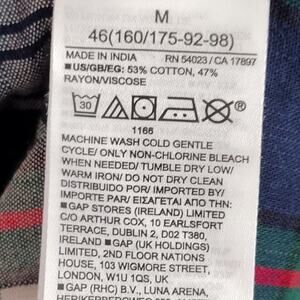 M
46(160/175-92-98)
MADE IN INDIA RN 54023 / CA 17897
■US/GB/EG: 53% COTTON, 47%
RAYON/VISCOSE
30
1166
MACHINE WASH COLD GENTLE
CYCLE/ ONLY NON-CHLORINE BLEACH
WHEN NEEDED/ TUMBLE DRY LOW/
WARM IRON/ DO NOT DRY CLEAN
DISTRIBUIDO POR/ IMPORTED BY/
IMPORTE PAR/ ΕΙΣΑΓΕΤΑΙ ΑΠΟ ΤΗΝ:
■GAP STORES (IRELAND) LIMITED
C/O ARTHUR COX, 10 EARLSFORT
TERRACE, DUBLIN 2, D02 T380,
IRELAND ■GAP (UK HOLDINGS)
LIMITED, 2ND FLOOR NATIONS
HOUSE, 103 WIGMORE STREET,
LONDON, W1U 1QS, UK
■GAP (RHC) B.V., LUNA ARENA,